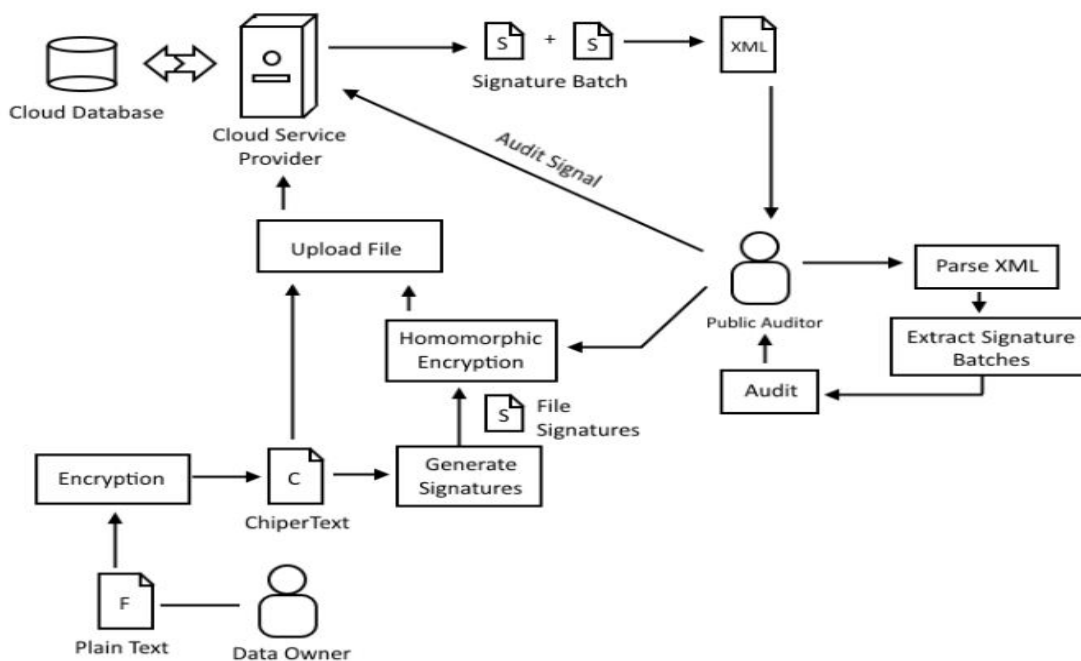 S
+
S
XML
Signature Batch
Cloud Database
Cloud Service
Provider
Audit Signal
Upload File
Parse XML
Public Auditor
Homomorphic
Encryption
Extract Signature
Batches
Audit
S
File
Signatures
Encryption
C
Generate
Signatures
ChiperText
F
Plain Text
Data Owner